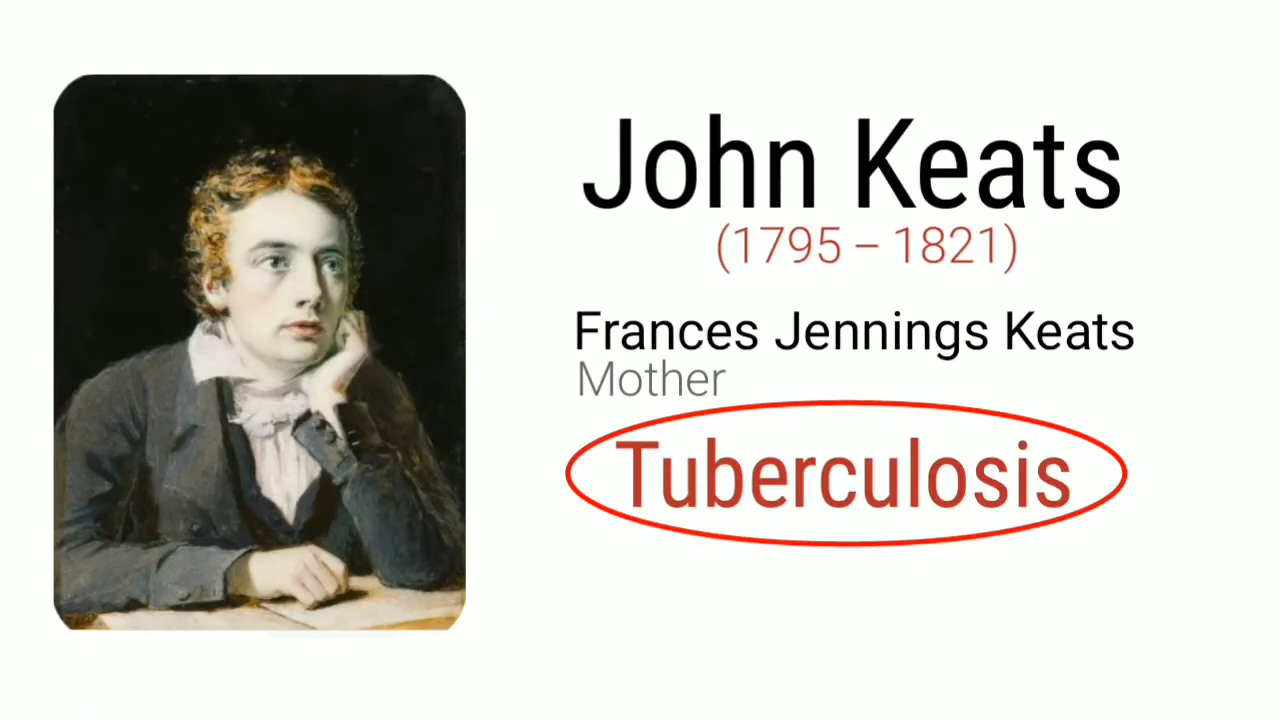 John Keats
(1795 – 1821)
Frances Jennings Keats
Mother
Tuberculosis